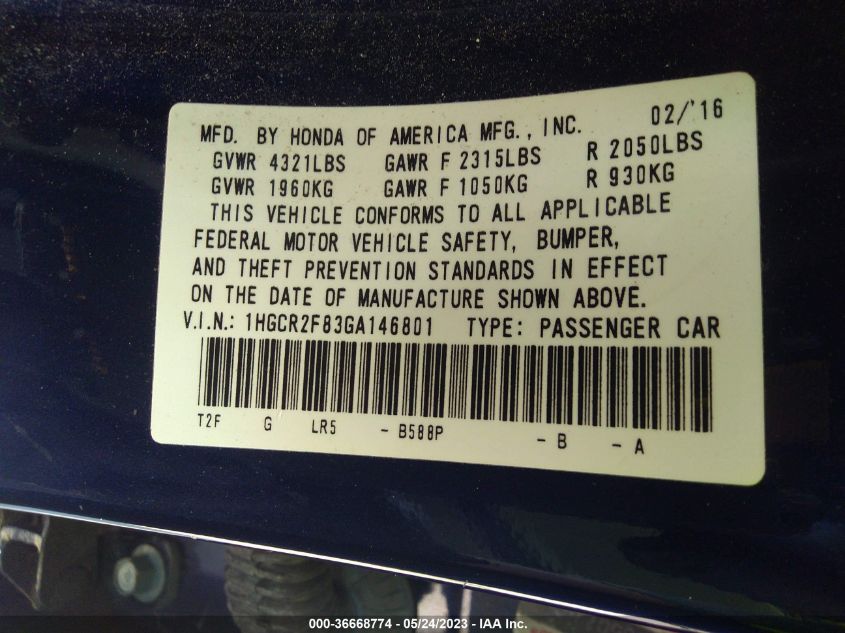 02/'16
MFD. BY HONDA OF AMERICA MFG., INC.
GVWR 4321LBS GAWR F 2315LBS R 2050LBS
GVWR 1960KG GAWR F 1050KG R 930KG
THIS VEHICLE CONFORMS TO ALL APPLICABLE
FEDERAL MOTOR VEHICLE SAFETY, BUMPER,
AND THEFT PREVENTION STANDARDS IN EFFECT
ON THE DATE OF MANUFACTURE SHOWN ABOVE.
V.I.N.: 1HGCR2F83GA146801 TYPE: PASSENGER CAR
T2F G LR5 - B588P - B - A
000-36668774 - 05/24/2023 - IAA Inc.